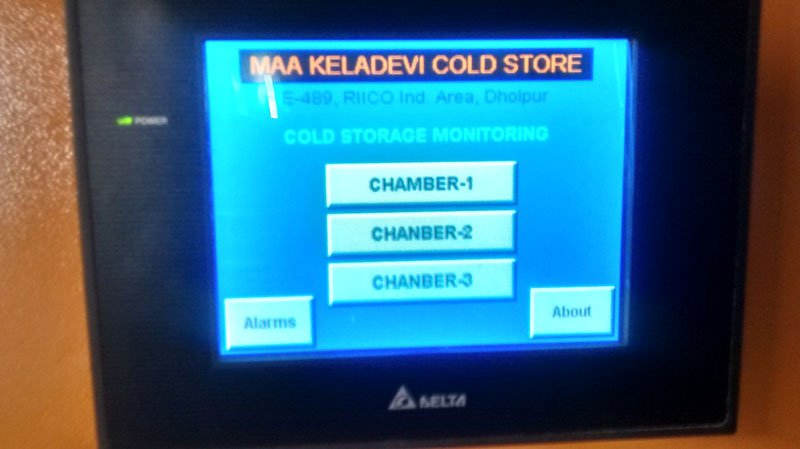 MAA KELADEVI COLD STORE
E-489, RIICO Ind. Area, Dholpur
COLD STORAGE MONITORING
POWER
CHAMBER-1
CHANBER-2
CHANBER-3
Alarms
About
DELTA